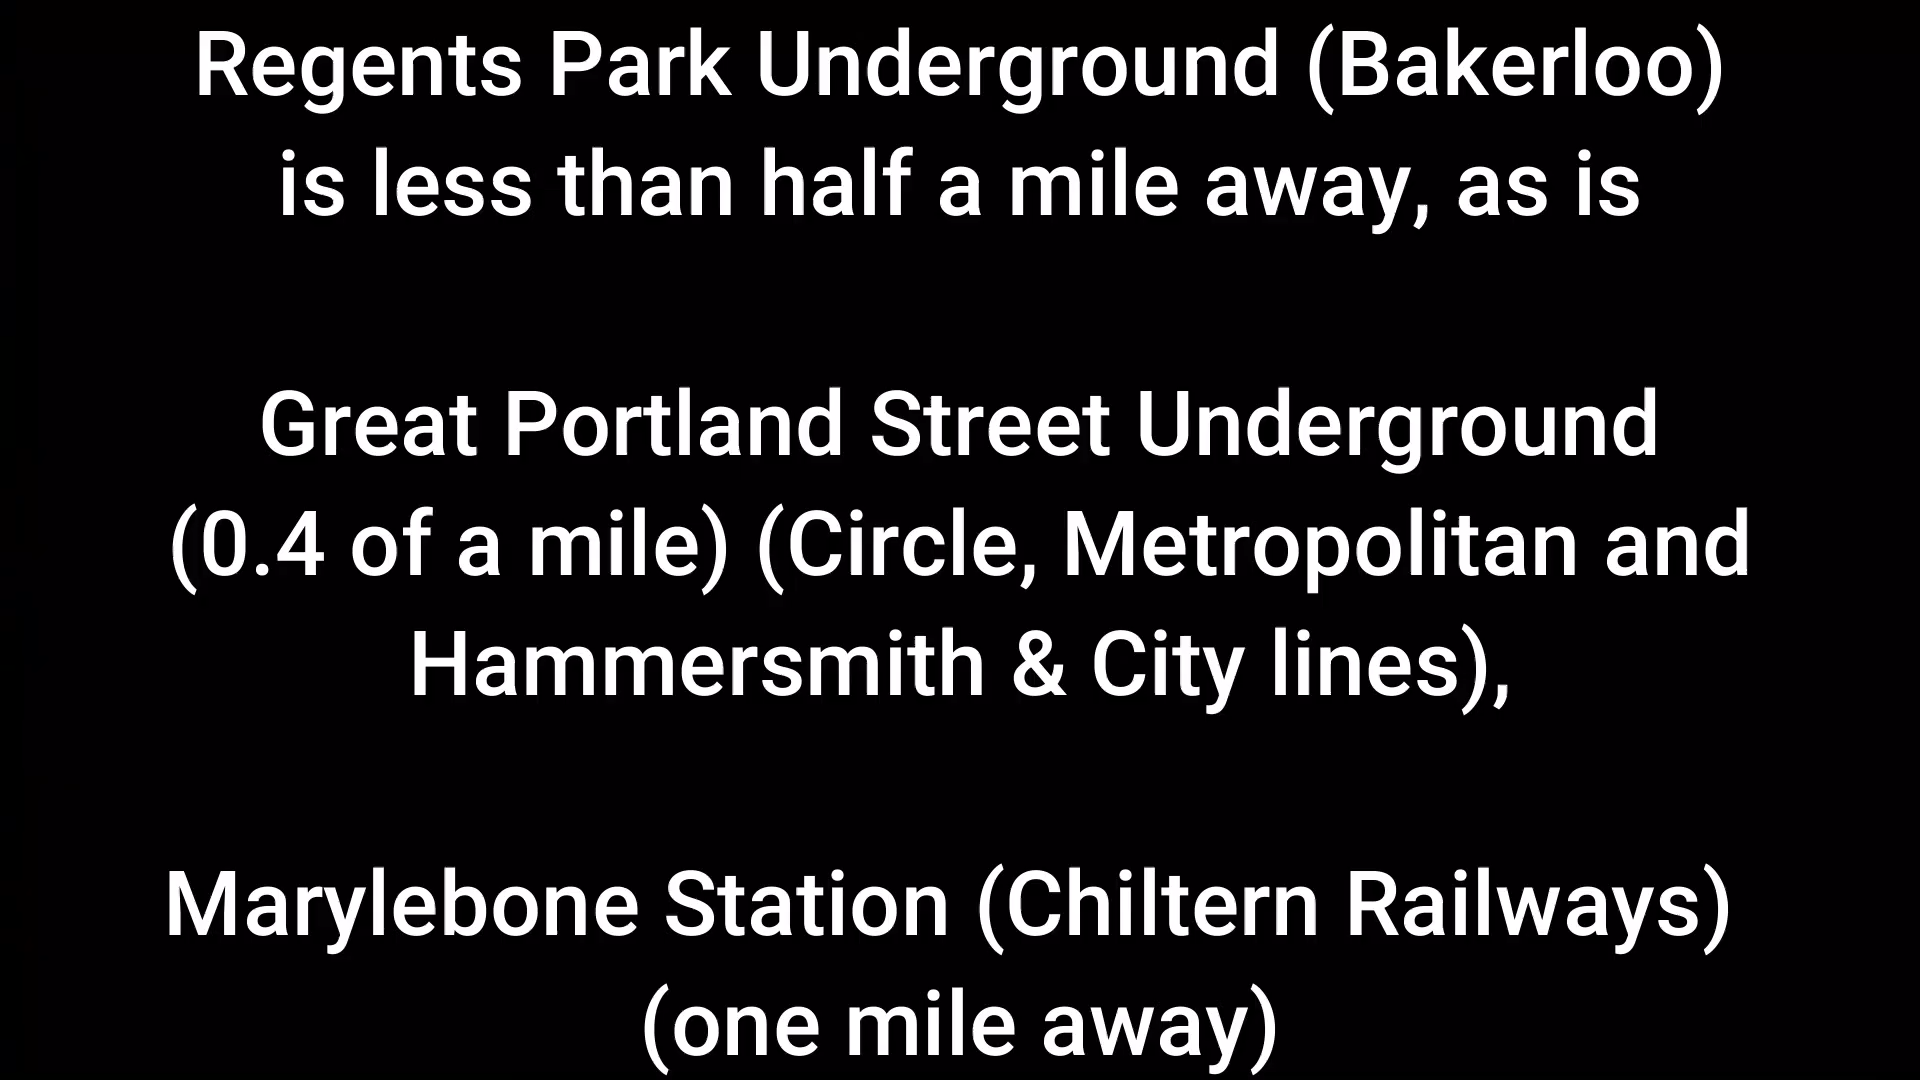 Regents Park Underground (Bakerloo)
is less than half a mile away, as is
Great Portland Street Underground
(0.4 of a mile) (Circle, Metropolitan and
Hammersmith & City lines),
Marylebone Station (Chiltern Railways)
(one mile away)